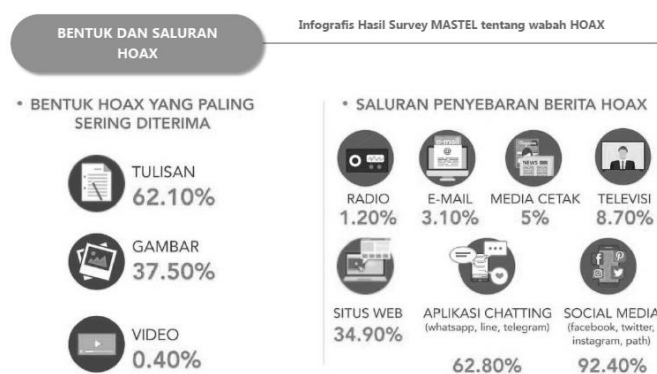 BENTUK DAN SALURAN
HOAX
Infografis Hasil Survey MASTEL tentang wabah HOAX
• BENTUK HOAX YANG PALING
SERING DITERIMA
TULISAN
62.10%
GAMBAR
37.50%
VIDEO
0.40%
• SALURAN PENYEBARAN BERITA HOAX
RADIO
1.20%
E-MAIL
3.10%
MEDIA CETAK
5%
TELEVISI
8.70%
SITUS WEB
34.90%
APLIKASI CHATTING
(whatsapp, line, telegram)
62.80%
SOCIAL MEDIA
(facebook, twitter,
instagram, path)
92.40%